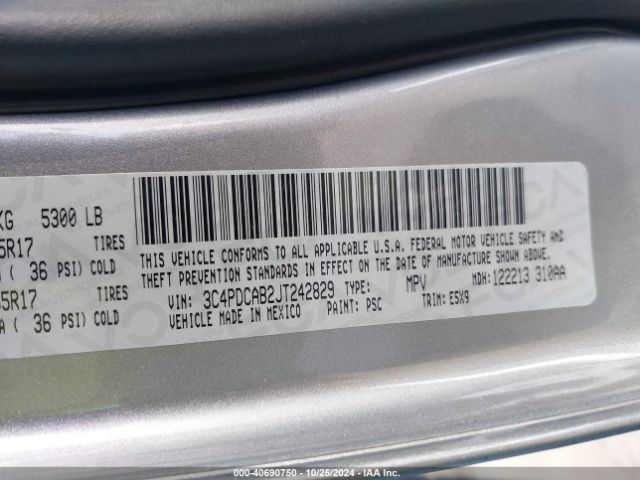 KG 5300 LB
5R17 TIRES
( 36 PSI) COLD
5R17 TIRES
A ( 36 PSI) COLD
THIS VEHICLE CONFORMS TO ALL APPLICABLE U.S.A. FEDERAL MOTOR VEHICLE SAFETY AND
THEFT PREVENTION STANDARDS IN EFFECT ON THE DATE OF MANUFACTURE SHOWN ABOVE.
VIN: 3C4PDCAB2JT242829 TYPE: MPV MDH: 122213 310AA
VEHICLE MADE IN MEXICO PAINT: PSC TRIM: E5X9
40690750 - 10/25/2024 - IAA Inc.